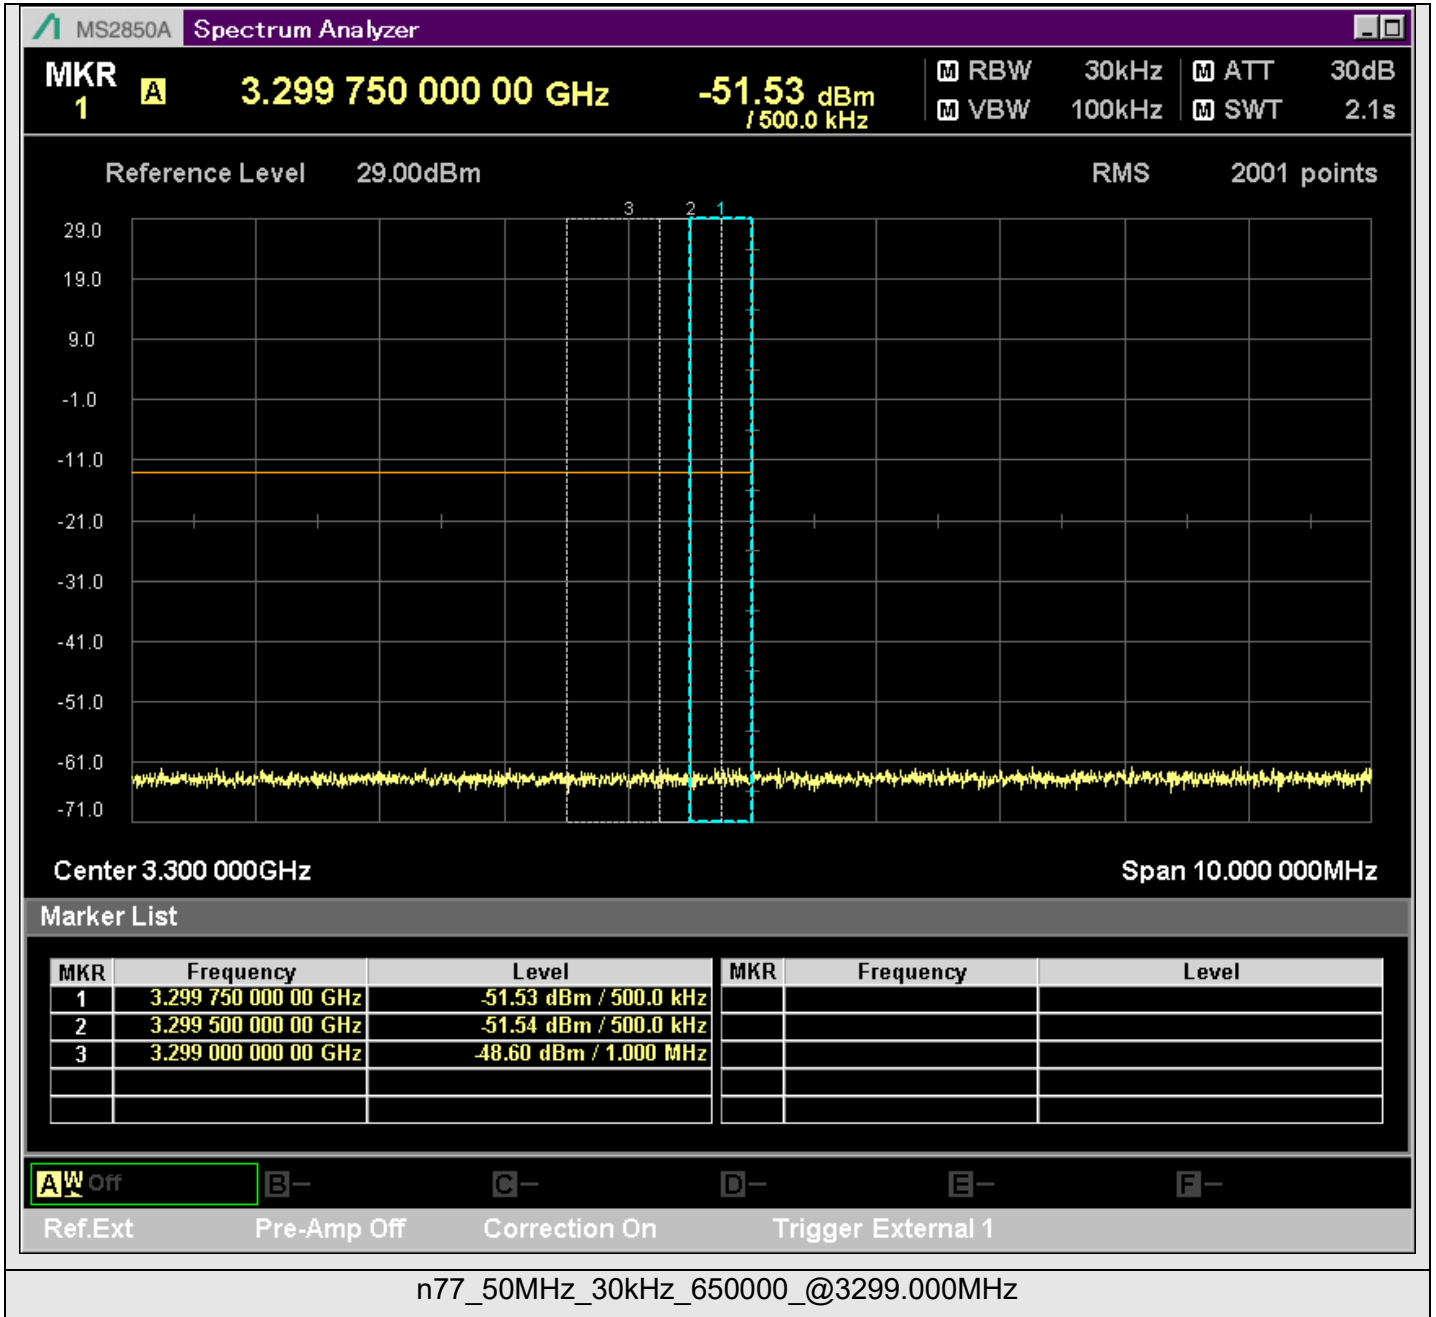 MS2850A Spectrum Analyzer
MKR 1 A 3.299 750 000 00 GHz -51.53 dBm / 500.0 kHz
M RBW 30kHz M ATT 30dB
M VBW 100kHz M SWT 2.1s
Reference Level 29.00dBm RMS 2001 points
3 2 1
29.0
19.0
9.0
-1.0
-11.0
-21.0
-31.0
-41.0
-51.0
-61.0
-71.0
Center 3.300 000GHz Span 10.000 000MHz
Marker List
MKR Frequency Level MKR Frequency Level
1 3.299 750 000 00 GHz -51.53 dBm / 500.0 kHz
2 3.299 500 000 00 GHz -51.54 dBm / 500.0 kHz
3 3.299 000 000 00 GHz -48.60 dBm / 1.000 MHz
A W Off B – C – D – E – F –
Ref.Ext Pre-Amp Off Correction On Trigger External 1
n77_50MHz_30kHz_650000_@3299.000MHz